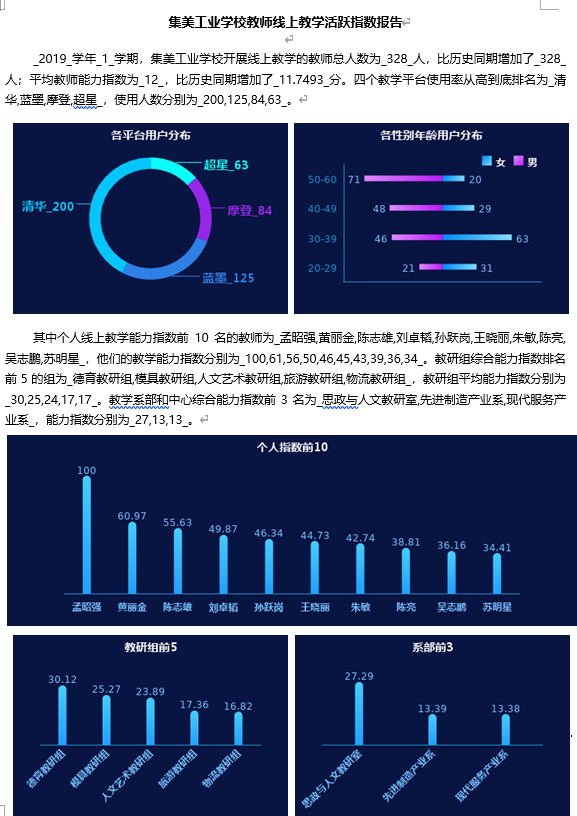 集美工业学校教师线上教学活跃指数报告
_2019_学年_1_学期，集美工业学校开展线上教学的教师总人数为_328_人，比历史同期增加了_328_
人；平均教师能力指数为_12_，比历史同期增加了_11.7493_分。四个教学平台使用率从高到底排名为_清
华,蓝墨,摩登,超星_，使用人数分别为_200,125,84,63_。
各平台用户分布
超星_63
清华_200
摩登_84
蓝墨_125
各性别年龄用户分布
女 男
50-60 71 20
40-49 48 29
30-39 46 63
20-29 21 31
其中个人线上教学能力指数前 10 名的教师为_孟昭强,黄丽金,陈志雄,刘卓韬,孙跃岗,王晓丽,朱敏,陈亮,
吴志鹏,苏明星_，他们的教学能力指数分别为_100,61,56,50,46,45,43,39,36,34_。教研组综合能力指数排名
前 5 的组为_德育教研组,模具教研组,人文艺术教研组,旅游教研组,物流教研组_，教研组平均能力指数分别为
_30,25,24,17,17_。教学系部和中心综合能力指数前 3 名为_思政与人文教研室,先进制造产业系,现代服务产
业系_，能力指数分别为_27,13,13_。
个人指数前10
100 60.97 55.63 49.87 46.34 44.73 42.74 38.81 36.16 34.41
孟昭强 黄丽金 陈志雄 刘卓韬 孙跃岗 王晓丽 朱敏 陈亮 吴志鹏 苏明星
教研组前5
30.12 25.27 23.89 17.36 16.82
德育教研组 模具教研组 人文艺术教研组 旅游教研组 物流教研组
系部前3
27.29 13.39 13.38
思政与人文教研室 先进制造产业系 现代服务产业系